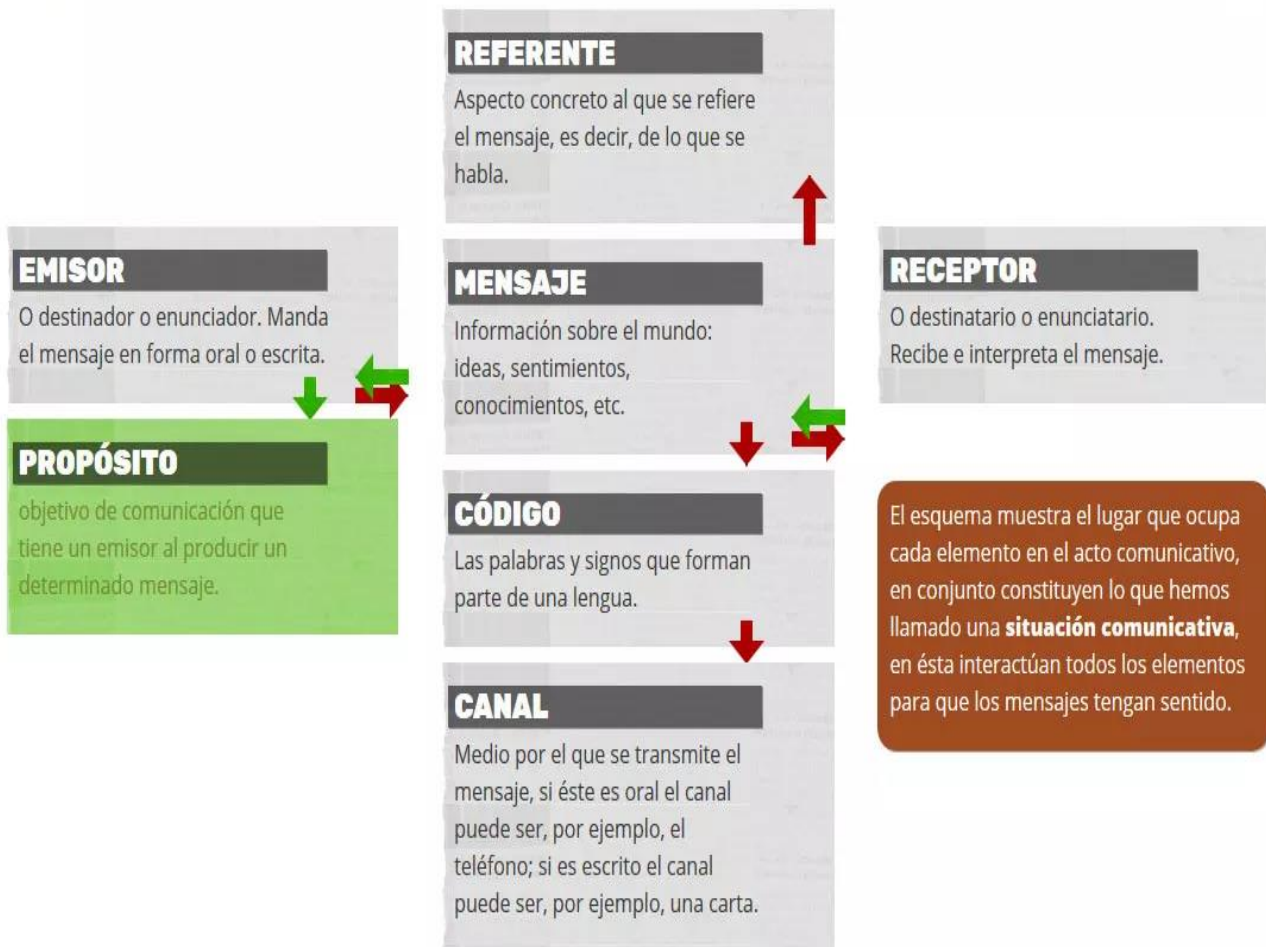 REFERENTE
Aspecto concreto al que se refiere
el mensaje, es decir, de lo que se
habla.
EMISOR
O destinador o enunciador. Manda
el mensaje en forma oral o escrita.
PROPÓSITO
objetivo de comunicación que
tiene un emisor al producir un
determinado mensaje.
MENSAJE
Información sobre el mundo:
ideas, sentimientos,
conocimientos, etc.
CÓDIGO
Las palabras y signos que forman
parte de una lengua.
CANAL
Medio por el que se transmite el
mensaje, si éste es oral el canal
puede ser, por ejemplo, el
teléfono; si es escrito el canal
puede ser, por ejemplo, una carta.
RECEPTOR
O destinatario o enunciatario.
Recibe e interpreta el mensaje.
El esquema muestra el lugar que ocupa
cada elemento en el acto comunicativo,
en conjunto constituyen lo que hemos
llamado una situación comunicativa,
en ésta interactúan todos los elementos
para que los mensajes tengan sentido.